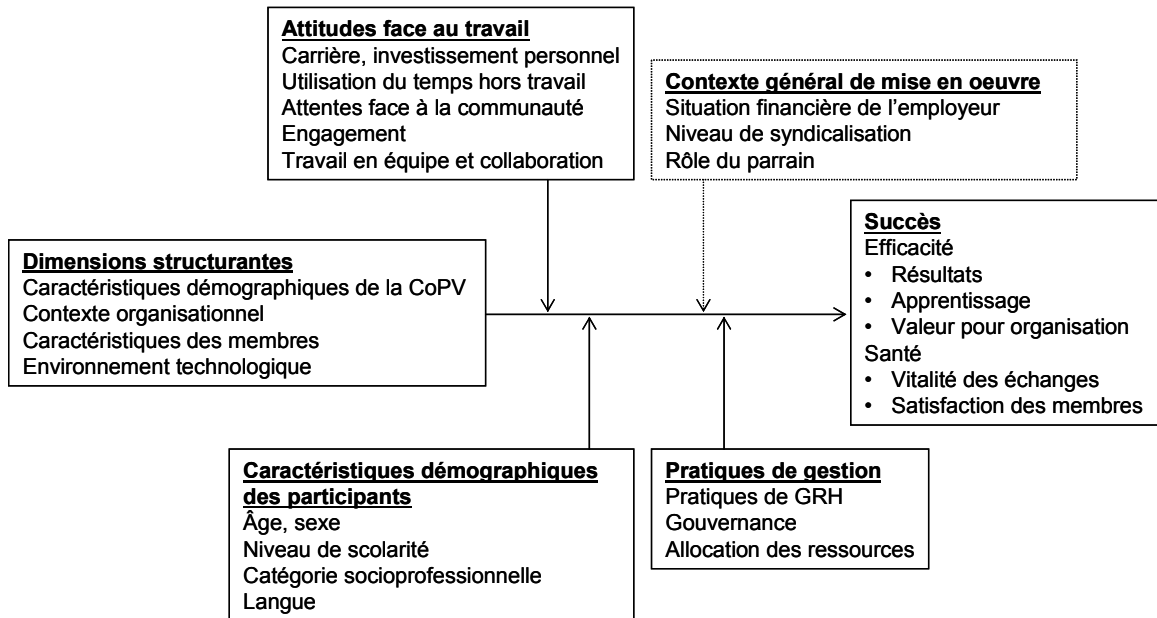 Attitudes face au travail
Carrière, investissement personnel
Utilisation du temps hors travail
Attentes face à la communauté
Engagement
Travail en équipe et collaboration
Contexte général de mise en oeuvre
Situation financière de l'employeur
Niveau de syndicalisation
Rôle du parrain
Dimensions structurantes
Caractéristiques démographiques de la CoPV
Contexte organisationnel
Caractéristiques des membres
Environnement technologique
Succès
Efficacité
• Résultats
• Apprentissage
• Valeur pour organisation
Santé
• Vitalité des échanges
• Satisfaction des membres
Caractéristiques démographiques
des participants
Âge, sexe
Niveau de scolarité
Catégorie socioprofessionnelle
Langue
Pratiques de gestion
Pratiques de GRH
Gouvernance
Allocation des ressources